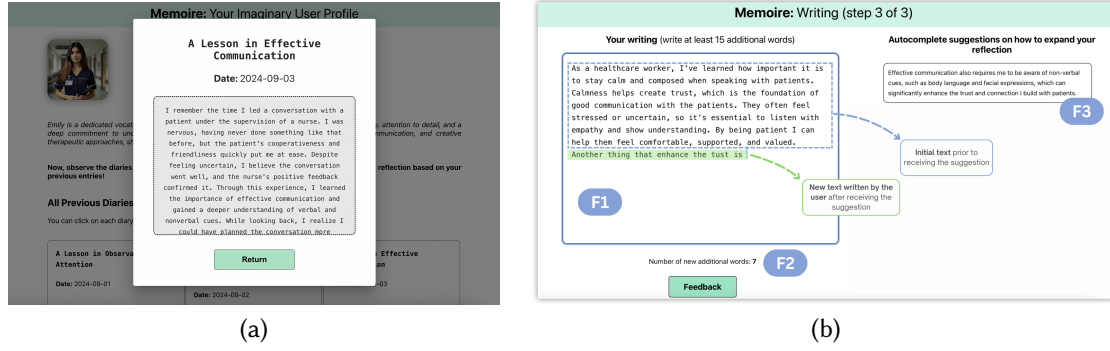 Memoire: Your Imaginary User Profile
A Lesson in Effective
Communication
Date: 2024-09-03
I remember the time I led a conversation with a
patient under the supervision of a nurse. I was
nervous, having never done something like that
before, but the patient's cooperativeness and
friendliness quickly put me at ease. Despite
feeling uncertain, I believe the conversation
went well, and the nurse's positive feedback
confirmed it. Through this experience, I learned
the importance of effective communication and
gained a deeper understanding of verbal and
nonverbal cues. While looking back, I realize I
could have planned the conversation more
Return
Emily is a dedicated vocat
, attention to detail, and a
deep commitment to unc
mmunication, and creative
therapeutic approaches, sh
Now, observe the diaries
reflection based on your
previous entries!
All Previous Diaries
You can click on each diary
A Lesson in Observa
Attention
Date: 2024-09-01
Date: 2024-09-02
Effective
on
-03
(a)
Memoire: Writing (step 3 of 3)
Your writing (write at least 15 additional words)
As a healthcare worker, I've learned how important it is
to stay calm and composed when speaking with patients.
Calmness helps create trust, which is the foundation of
good communication with the patients. They often feel
stressed or uncertain, so it's essential to listen with
empathy and show understanding. By being patient I can
help them feel comfortable, supported, and valued.
Another thing that enhance the tust is
F1
Number of new additional words: 7
F2
Feedback
Autocomplete suggestions on how to expand your
reflection
Effective communication also requires me to be aware of non-verbal
cues, such as body language and facial expressions, which can
significantly enhance the trust and connection I build with patients.
F3
Initial text prior to
receiving the suggestion
New text written by the
user after receiving the
suggestion
(b)